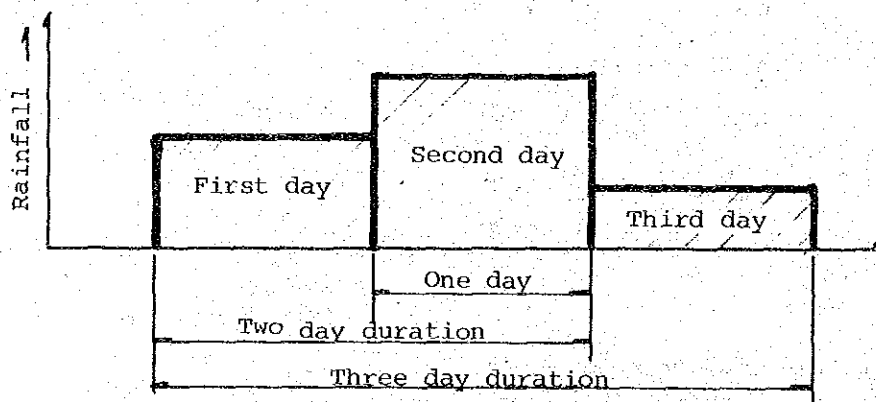 Rainfall
First day
Second day
Third day
One day
Two day duration
Three day duration